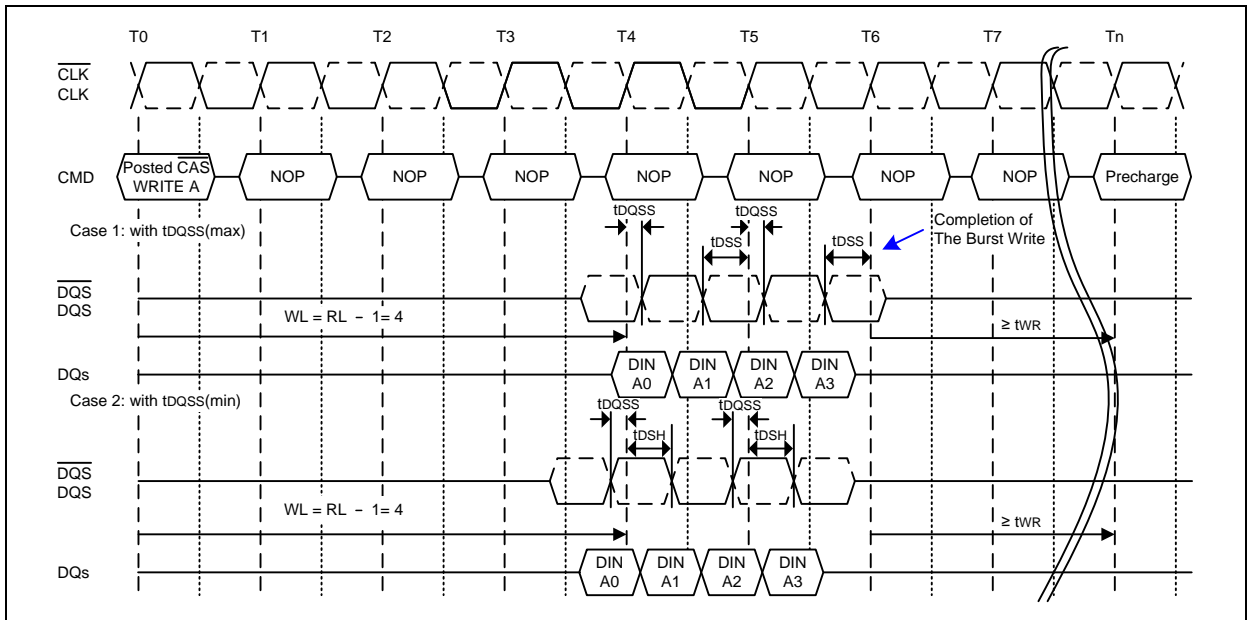 T0 T1 T2 T3 T4 T5 T6 T7 Tn
CLK
CLK
CMD
Posted CAS
WRITE A
NOP NOP NOP NOP NOP NOP NOP Precharge
Case 1: with tDQSS(max)
tDQSS tDQSS
tDSS tDSS
Completion of
The Burst Write
DQS
DQS
WL = RL - 1= 4
≥ tWR
DQs
DIN
A0
DIN
A1
DIN
A2
DIN
A3
Case 2: with tDQSS(min)
tDQSS tDQSS
tDSH tDSH
DQS
DQS
WL = RL - 1= 4
≥ tWR
DQs
DIN
A0
DIN
A1
DIN
A2
DIN
A3